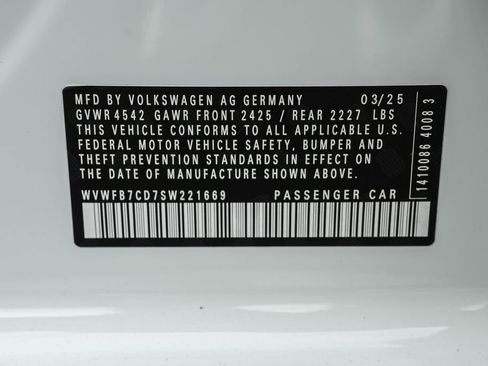 MFD BY VOLKSWAGEN AG GERMANY 03/25
GVWR 4542 GAWR FRONT 2425 / REAR 2227 LBS
THIS VEHICLE CONFORMS TO ALL APPLICABLE U.S.
FEDERAL MOTOR VEHICLE SAFETY, BUMPER AND
THEFT PREVENTION STANDARDS IN EFFECT ON
THE DATE OF MANUFACTURE SHOWN ABOVE.
WVWFB7CD7SW221669 PASSENGER CAR
1410086 4008 3